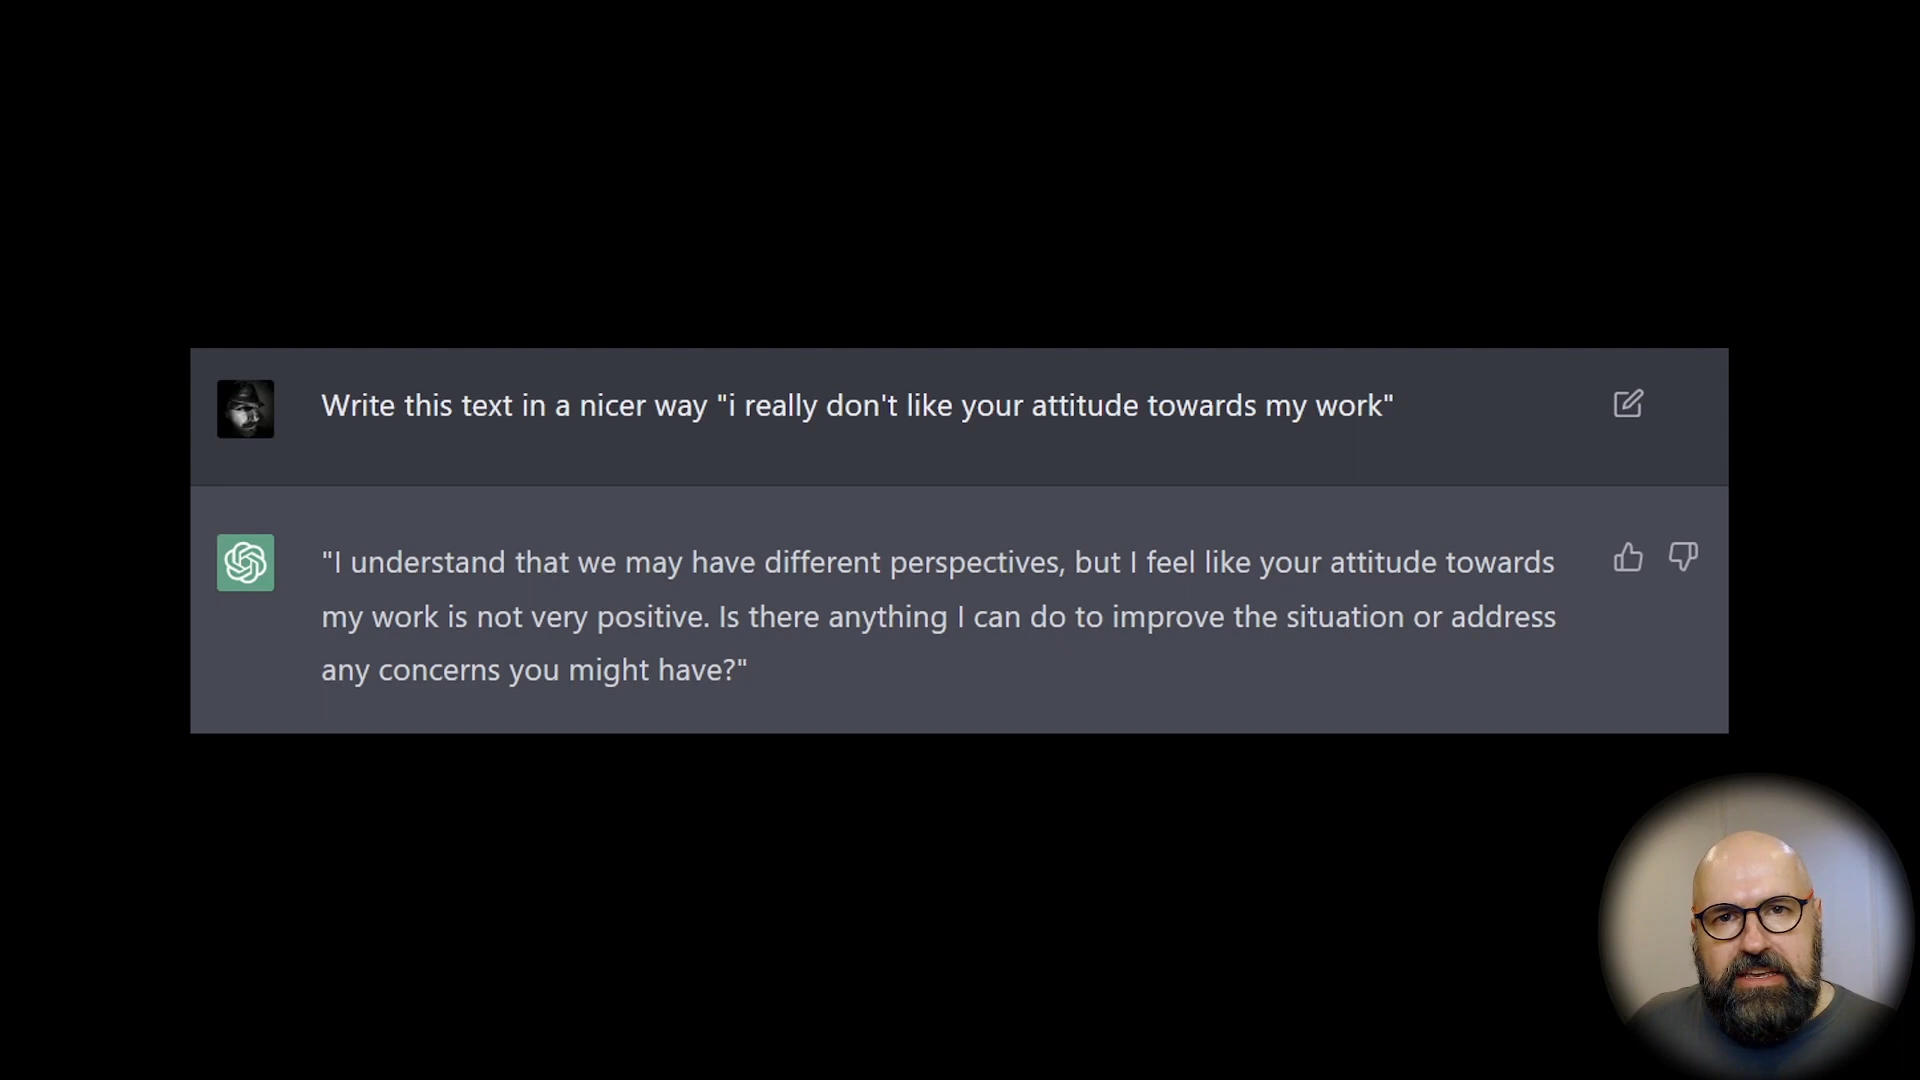 Write this text in a nicer way "i really don't like your attitude towards my work"
"I understand that we may have different perspectives, but I feel like your attitude towards
my work is not very positive. Is there anything I can do to improve the situation or address
any concerns you might have?"